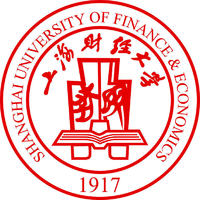 SHANGHAI UNIVERSITY OF FINANCE & ECONOMICS
上海财经大学
1917